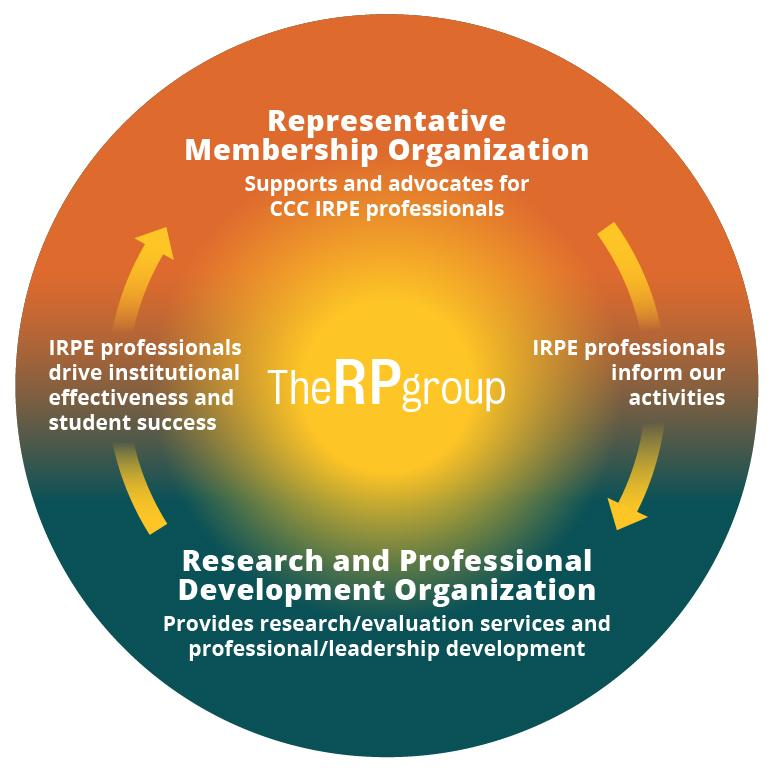 Representative
Membership Organization
Supports and advocates for
CCC IRPE professionals
IRPE professionals
drive institutional
effectiveness and
student success
TheRPgroup
IRPE professionals
inform our
activities
Research and Professional
Development Organization
Provides research/evaluation services and
professional/leadership development